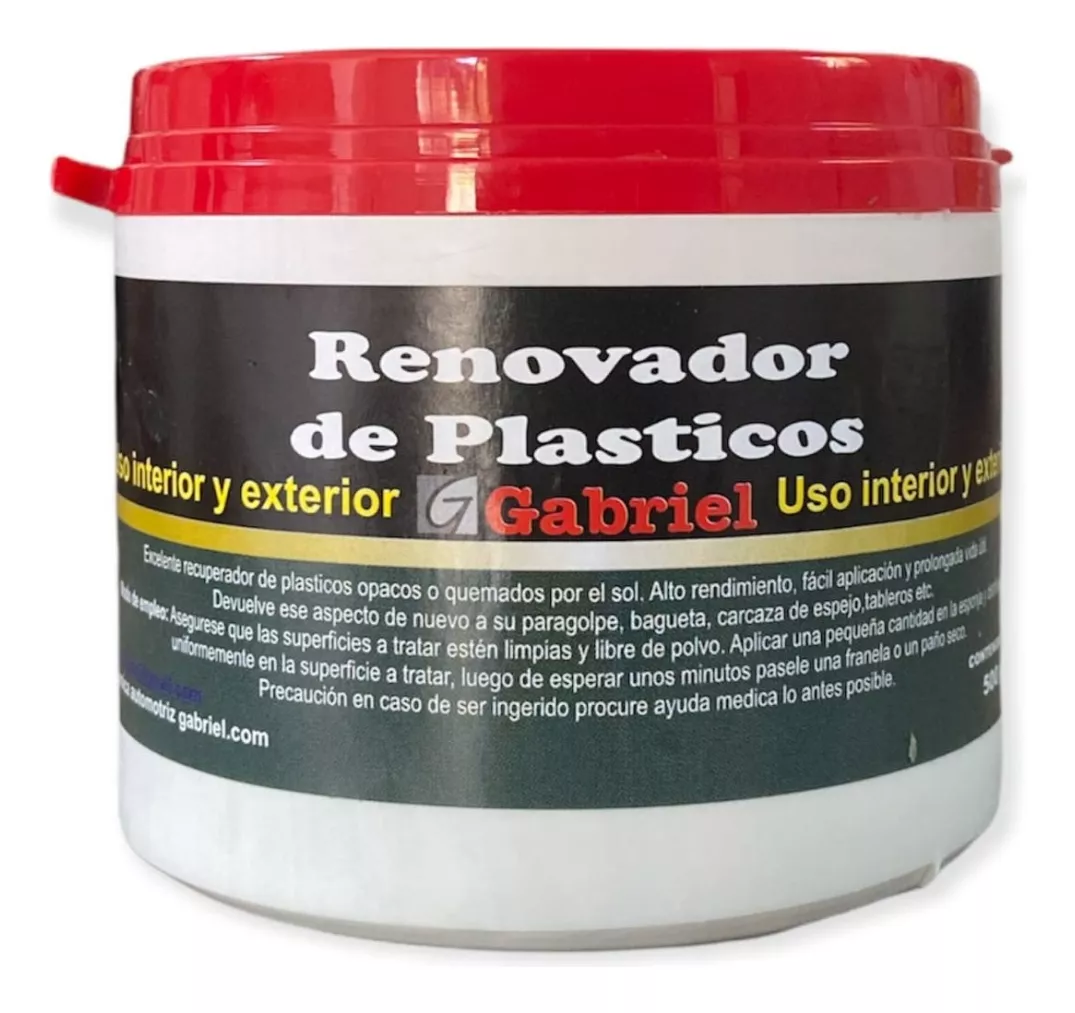 Renovador
de Plasticos
uso interior y exterior G Gabriel Uso interior y
Excelente recuperador de plasticos opacos o quemados por el sol. Alto rendimiento, fácil aplicación y prolongada vida útil.
Devuelve ese aspecto de nuevo a su paragolpe, bagueta, carcaza de espejo,tableros etc.
de empleo: Asegurese que las superficies a tratar estén limpias y libre de polvo. Aplicar una pequeña cantidad en la esponja y
uniformemente en la superficie a tratar, luego de esperar unos minutos pasele una franela o un paño seco.
Precaución en caso de ser ingerido procure ayuda medica lo antes posible.
automotriz gabriel.com
500